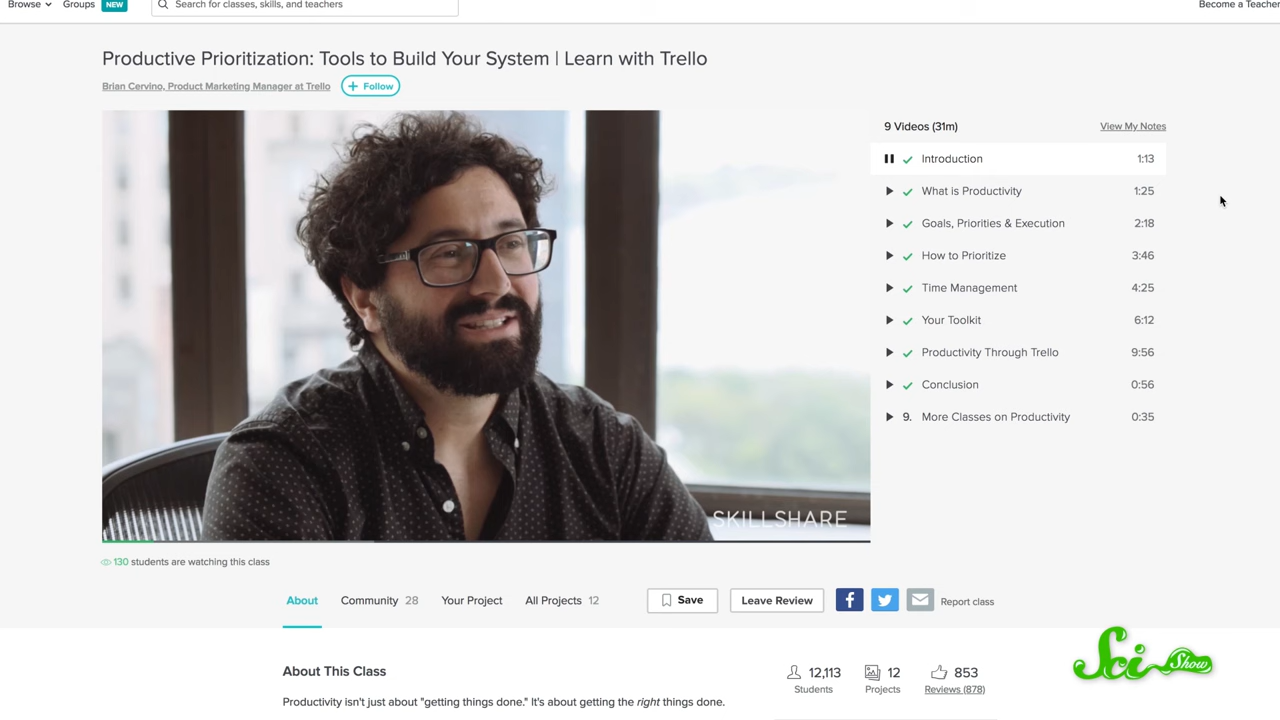 Browse Groups NEW Search for classes, skills, and teachers Become a Teacher
Productive Prioritization: Tools to Build Your System | Learn with Trello
Brian Cervino, Product Marketing Manager at Trello + Follow
9 Videos (31m) View My Notes
Introduction 1:13
What is Productivity 1:25
Goals, Priorities & Execution 2:18
How to Prioritize 3:46
Time Management 4:25
Your Toolkit 6:12
Productivity Through Trello 9:56
Conclusion 0:56
9. More Classes on Productivity 0:35
SKILLSHARE
130 students are watching this class
About Community 28 Your Project All Projects 12 Save Leave Review Report class
About This Class
12,113 12 853
Students Projects Reviews (878)
Productivity isn't just about "getting things done." It's about getting the right things done.
Sci Show